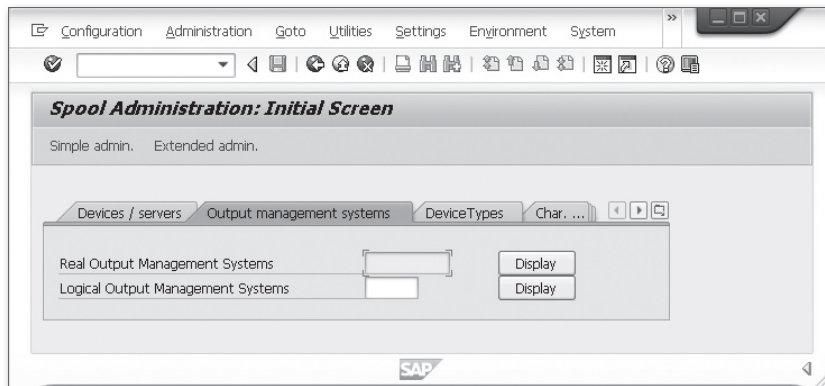 Configuration Administration Goto Utilities Settings Environment System »
Spool Administration: Initial Screen
Simple admin. Extended admin.
Devices / servers Output management systems DeviceTypes Char. ...
Real Output Management Systems Display
Logical Output Management Systems Display
SAP